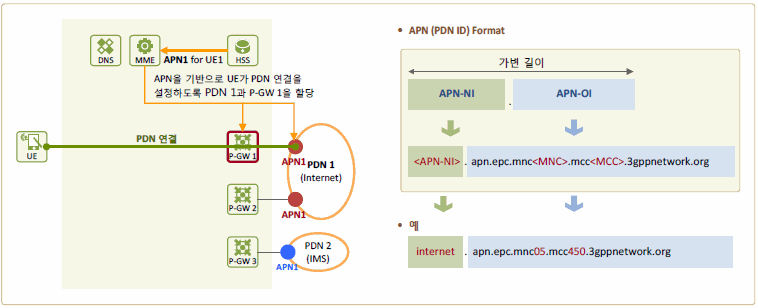 DNS
MME
APN1 for UE1
HSS
APN을 기반으로 UE가 PDN 연결을
설정하도록 PDN 1과 P-GW 1을 할당
UE
PDN 연결
P-GW 1
APN1
PDN 1
(Internet)
P-GW 2
APN1
P-GW 3
APN1
PDN 2
(IMS)
• APN (PDN ID) Format
가변 길이
APN-NI . APN-OI
<APN-NI> . apn.epc.mnc<MNC>.mcc<MCC>.3gppnetwork.org
• 예
internet . apn.epc.mnc05.mcc450.3gppnetwork.org